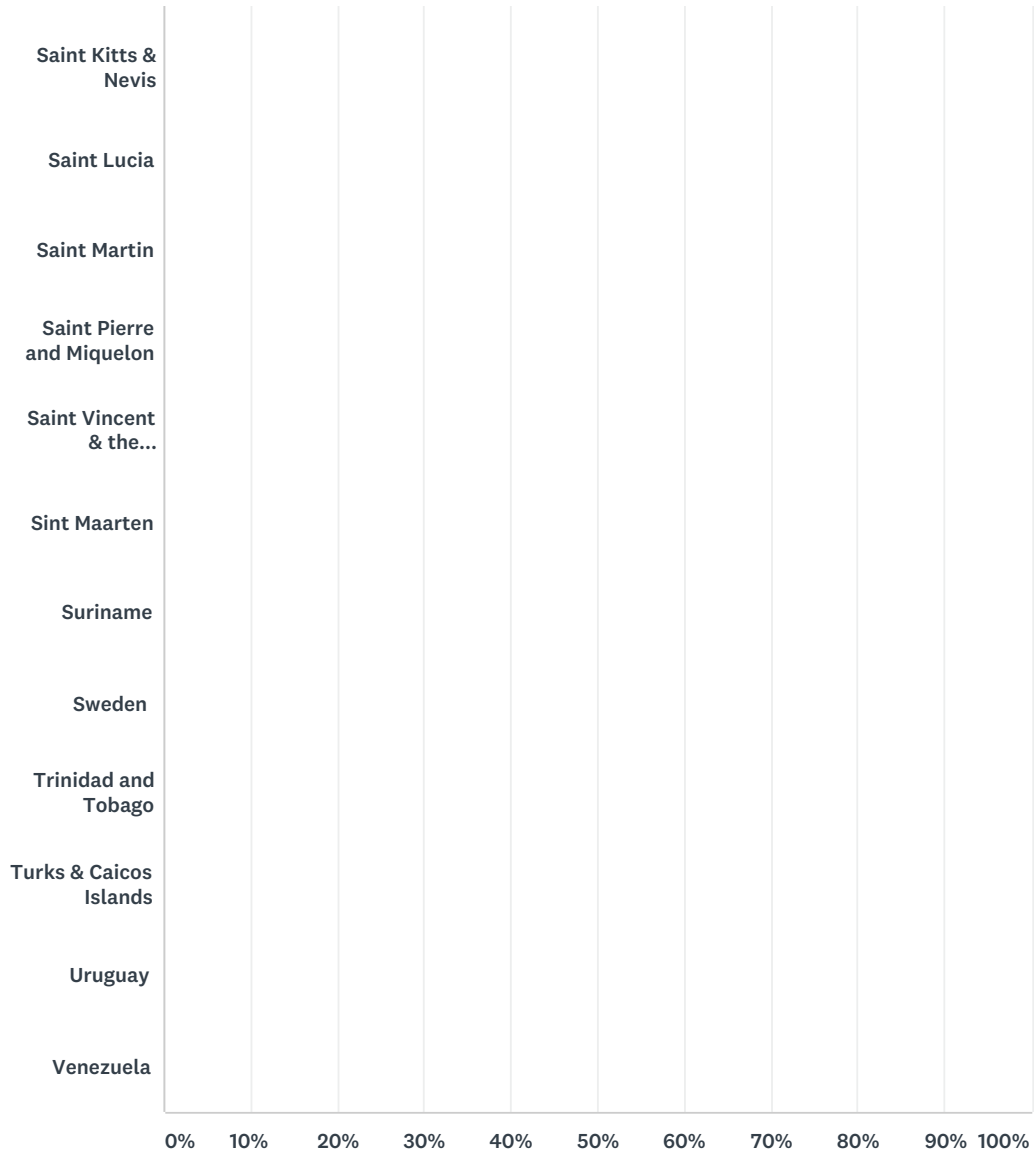 Saint Kitts &
Nevis
Saint Lucia
Saint Martin
Saint Pierre
and Miquelon
Saint Vincent
& the...
Sint Maarten
Suriname
Sweden
Trinidad and
Tobago
Turks & Caicos
Islands
Uruguay
Venezuela
0% 10% 20% 30% 40% 50% 60% 70% 80% 90% 100%